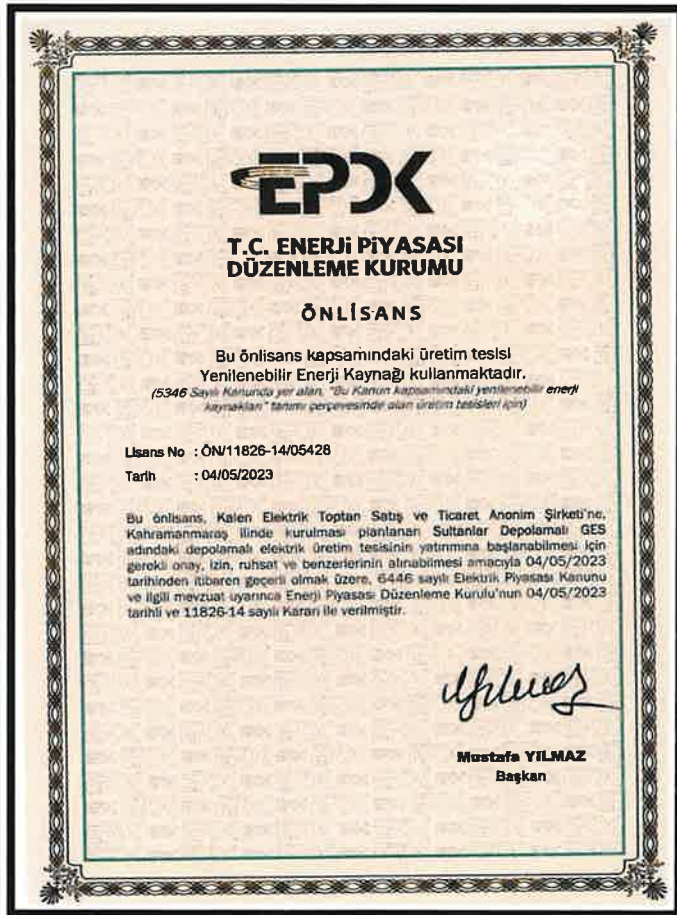 EPDK
T.C. ENERJİ PİYASASI
DÜZENLEME KURUMU
ÖNLİSANS
Bu önlisans kapsamındaki üretim tesisi
Yenilenebilir Enerji Kaynağı kullanmaktadır.
(5346 Sayılı Kanunda yer alan, "Bu Kanun kapsamındaki yenilenebilir enerji
kaynakları" tanımı çerçevesinde olan üretim tesisleri için)
Lisans No : ÖN/11826-14/05428
Tarih : 04/05/2023
Bu önlisans, Kalen Elektrik Toptan Satış ve Ticaret Anonim Şirketi'ne,
Kahramanmaraş ilinde kurulması planlanan Sultanlar Depolamalı GES
adındaki depolamalı elektrik üretim tesisinin yatırımına başlanabilmesi için
gerekli onay, izin, ruhsat ve benzerlerinin alınabilmesi amacıyla 04/05/2023
tarihinden itibaren geçerli olmak üzere, 6446 sayılı Elektrik Piyasası Kanunu
ve ilgili mevzuat uyarınca Enerji Piyasası Düzenleme Kurulu'nun 04/05/2023
tarihli ve 11826-14 sayılı Kararı ile verilmiştir.
Mustafa YILMAZ
Başkan